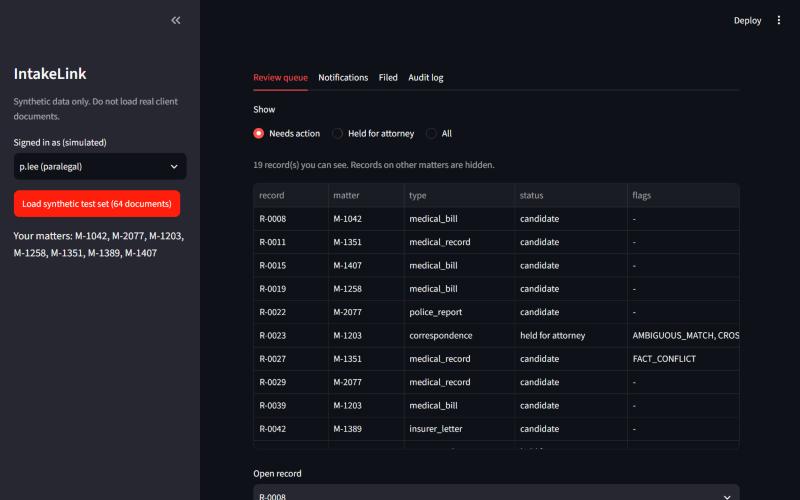 Deploy
IntakeLink
Synthetic data only. Do not load real client
documents.
Signed in as (simulated)
p.lee (paralegal)
Load synthetic test set (64 documents)
Your matters: M-1042, M-2077, M-1203,
M-1258, M-1351, M-1389, M-1407
Review queue Notifications Filed Audit log
Show
Needs action Held for attorney All
19 record(s) you can see. Records on other matters are hidden.
record matter type status flags
R-0008 M-1042 medical_bill candidate -
R-0011 M-1351 medical_record candidate -
R-0015 M-1407 medical_bill candidate -
R-0019 M-1258 medical_bill candidate -
R-0022 M-2077 police_report candidate -
R-0023 M-1203 correspondence held for attorney AMBIGUOUS_MATCH, CROS
R-0027 M-1351 medical_record candidate FACT_CONFLICT
R-0029 M-2077 medical_record candidate -
R-0039 M-1203 medical_bill candidate -
R-0042 M-1389 insurer_letter candidate -
Open record
R-0008